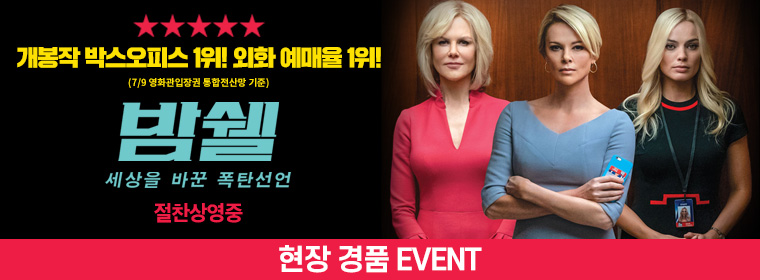 개봉작 박스오피스 1위! 외화 예매율 1위!
(7/9 영화관입장권 통합전산망 기준)
밤쉘
세상을 바꾼 폭탄선언
절찬상영중
현장 경품 EVENT